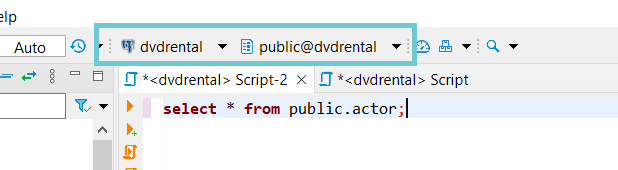 elp
Auto
dvdrental
public@dvdrental
*<dvdrental> Script-2
*<dvdrental> Script
select * from public.actor;